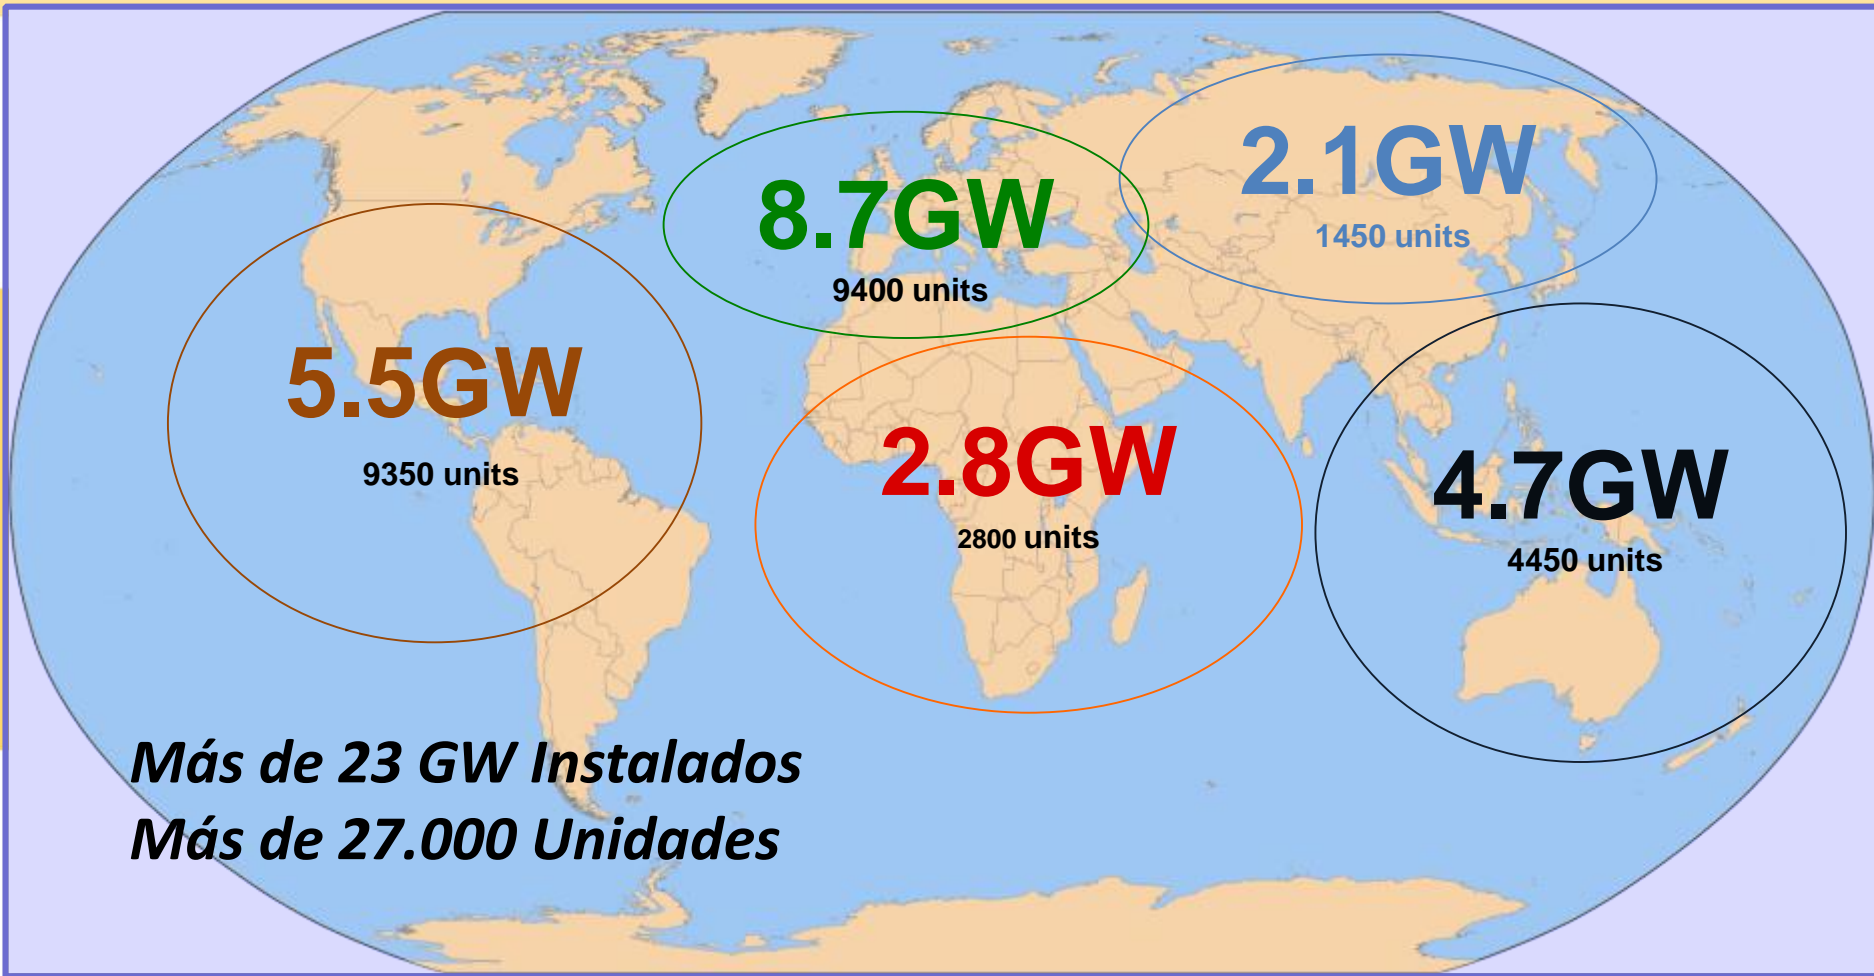 2.1GW
1450 units
8.7GW
9400 units
5.5GW
9350 units
2.8GW
2800 units
4.7GW
4450 units
Más de 23 GW Instalados
Más de 27.000 Unidades